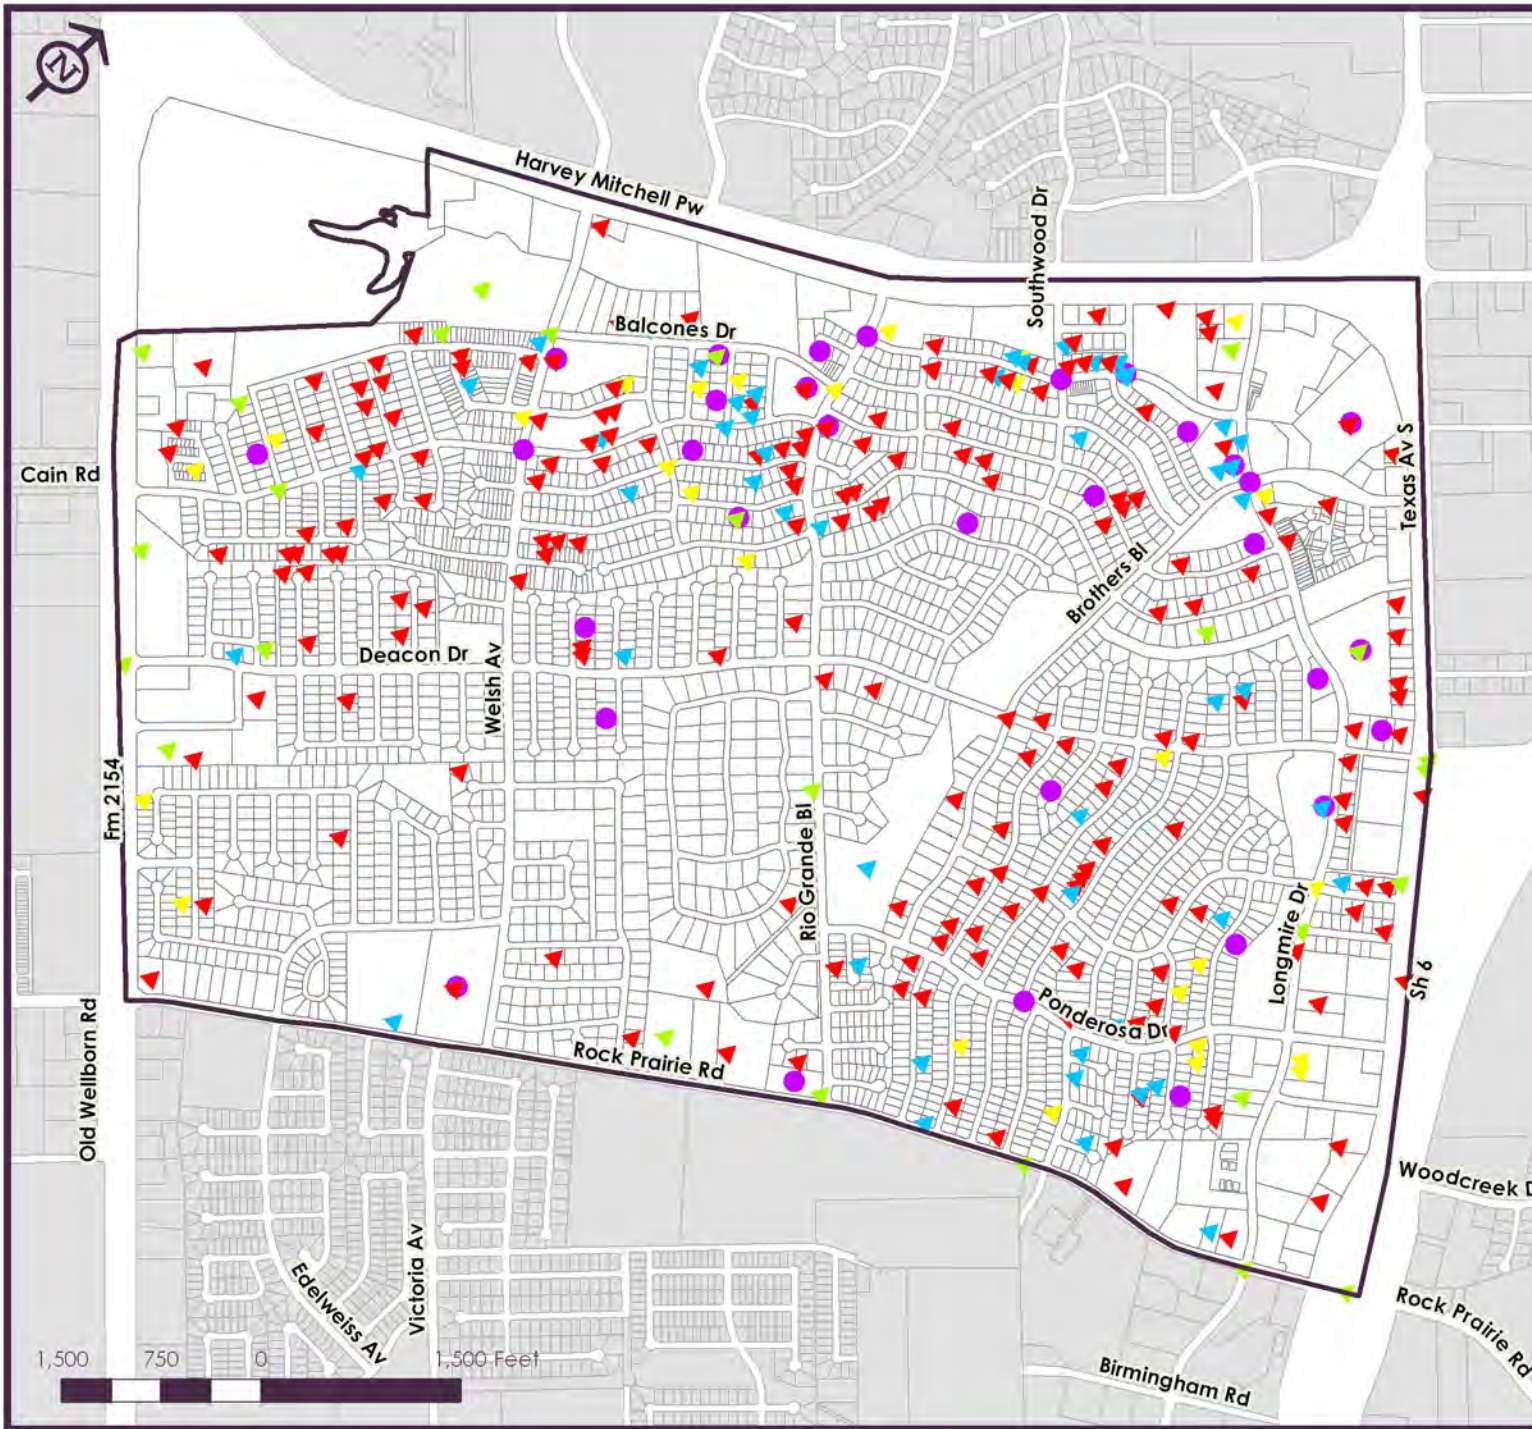 N
Harvey Mitchell Pw
Southwood Dr
Balcones Dr
Texas Av S
Cain Rd
Brothers Bl
Deacon Dr
Welsh Av
Fm 2154
Rio Grande Bl
Longmire Dr
Sh 6
Ponderosa Dr
Old Wellborn Rd
Rock Prairie Rd
Woodcreek D
Victoria Av
Edelweiss Av
Rock Prairie Rd
Birmingham Rd
1,500 750 0 1,500 Feet